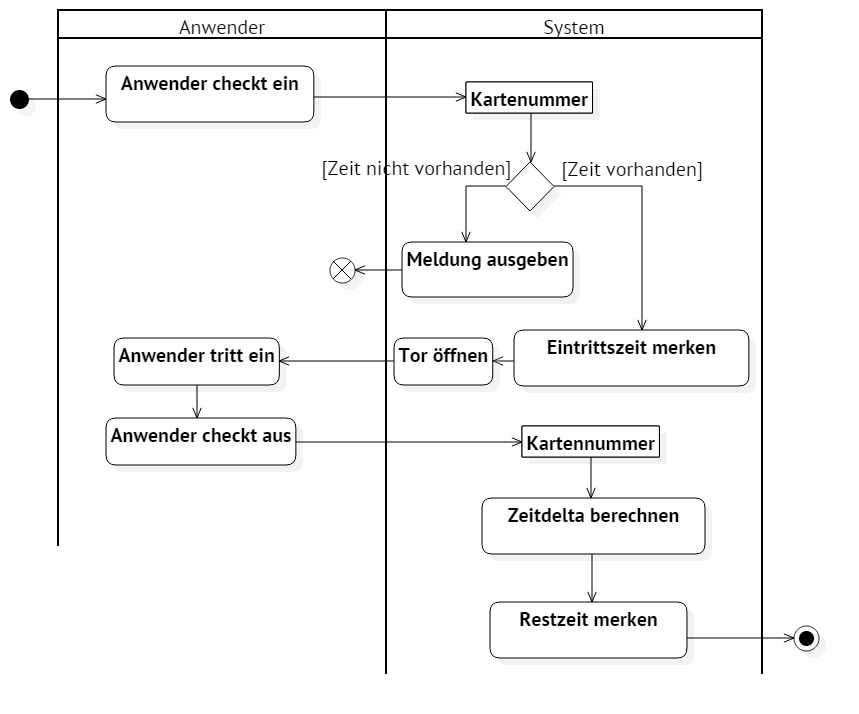 Anwender
System
Anwender checkt ein
Kartenummer
[Zeit nicht vorhanden]
[Zeit vorhanden]
Meldung ausgeben
Eintrittszeit merken
Tor öffnen
Anwender tritt ein
Anwender checkt aus
Kartennummer
Zeitdelta berechnen
Restzeit merken